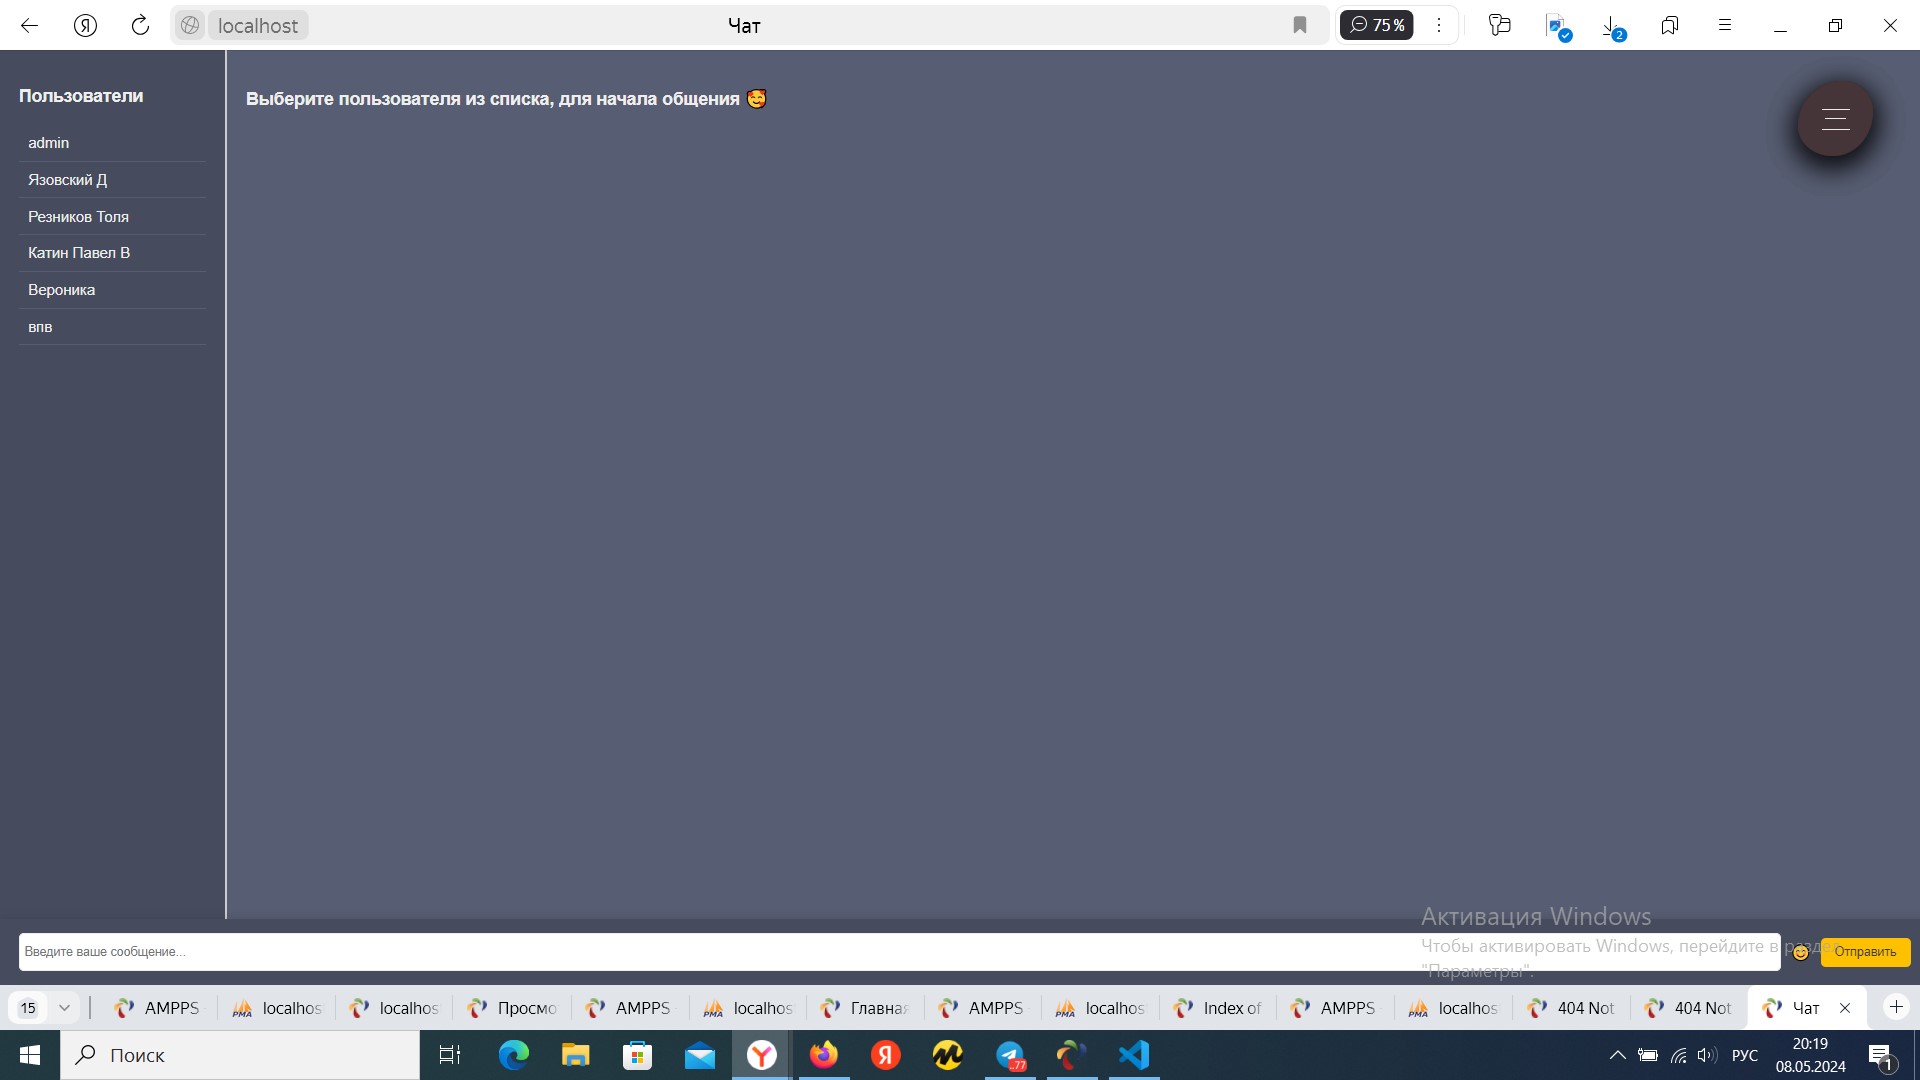 localhost
Чат
75 %
2
Пользователи
admin
Язовский Д
Резников Толя
Катин Павел В
Вероника
впв
Выберите пользователя из списка, для начала общения 🥰
Активация Windows
Чтобы активировать Windows, перейдите в раздел
"Параметры".
Введите ваше сообщение...
Отправить
15
AMPPS
localhos
localhos
Просмо
AMPPS
localhos
Главная
AMPPS
localhos
Index of
AMPPS
localhos
404 Not
404 Not
Чат
Поиск
77
РУС
20:19
08.05.2024
1